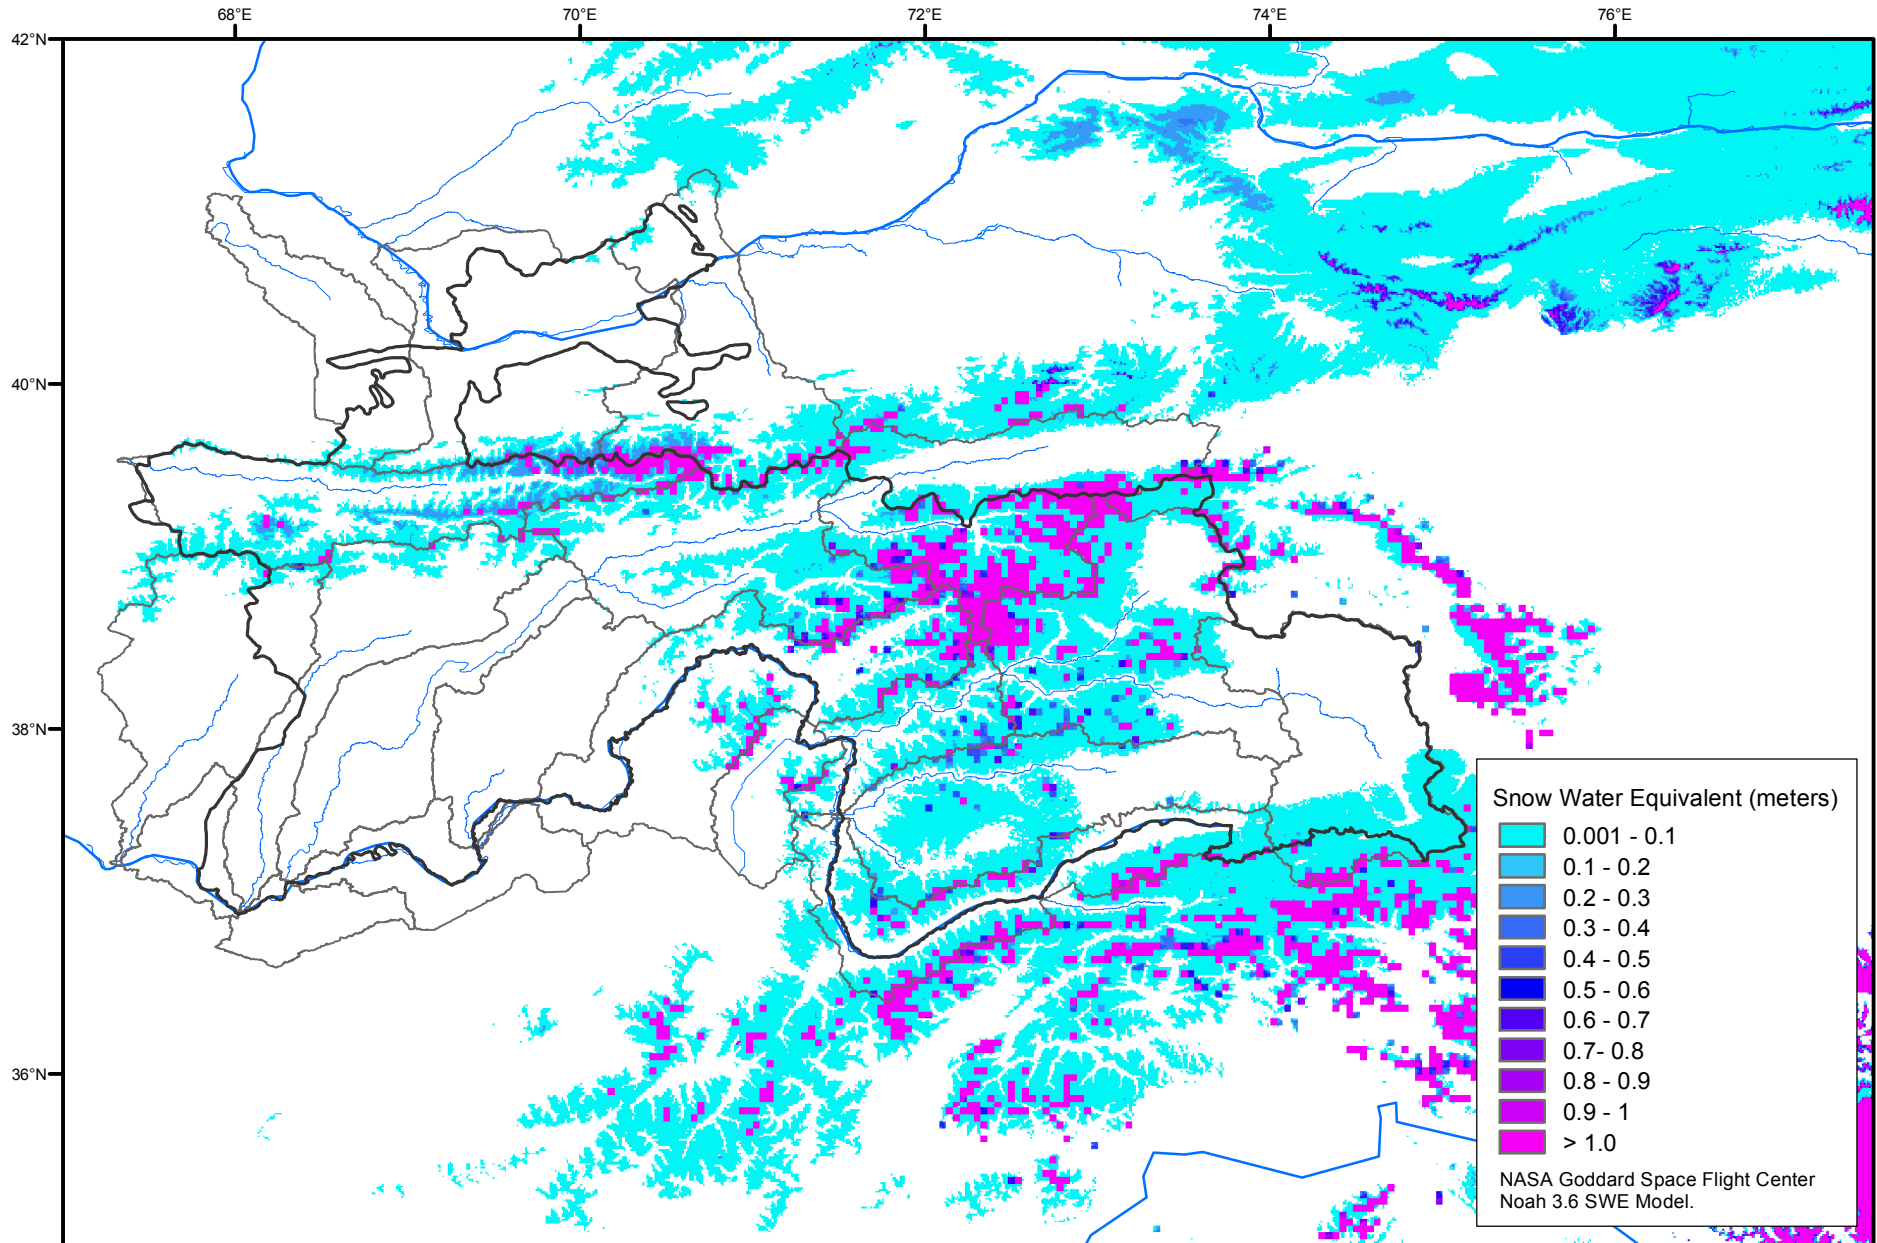 68°E 70°E 72°E 74°E 76°E
42°N
40°N
38°N
36°N
Snow Water Equivalent (meters)
0.001 - 0.1
0.1 - 0.2
0.2 - 0.3
0.3 - 0.4
0.4 - 0.5
0.5 - 0.6
0.6 - 0.7
0.7- 0.8
0.8 - 0.9
0.9 - 1
> 1.0
NASA Goddard Space Flight Center
Noah 3.6 SWE Model.